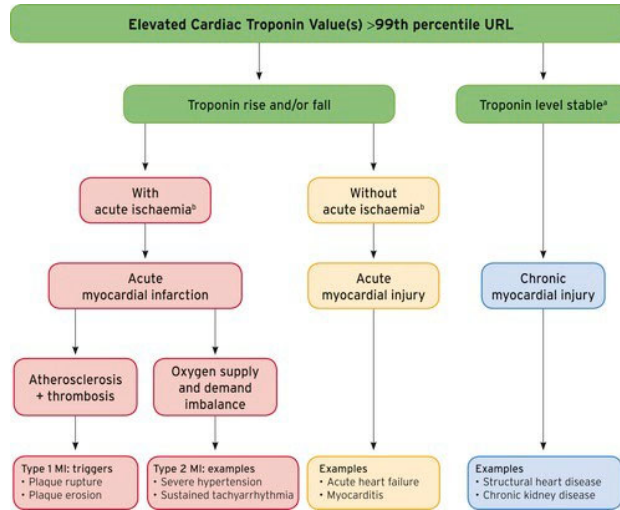 Elevated Cardiac Troponin Value(s) >99th percentile URL
Troponin rise and/or fall
Troponin level stableᵃ
With
acute ischaemiaᵇ
Without
acute ischaemiaᵇ
Acute
myocardial infarction
Acute
myocardial injury
Chronic
myocardial injury
Atherosclerosis
+ thrombosis
Oxygen supply
and demand
imbalance
Type 1 MI: triggers
• Plaque rupture
• Plaque erosion
Type 2 MI: examples
• Severe hypertension
• Sustained tachyarrhythmia
Examples
• Acute heart failure
• Myocarditis
Examples
• Structural heart disease
• Chronic kidney disease